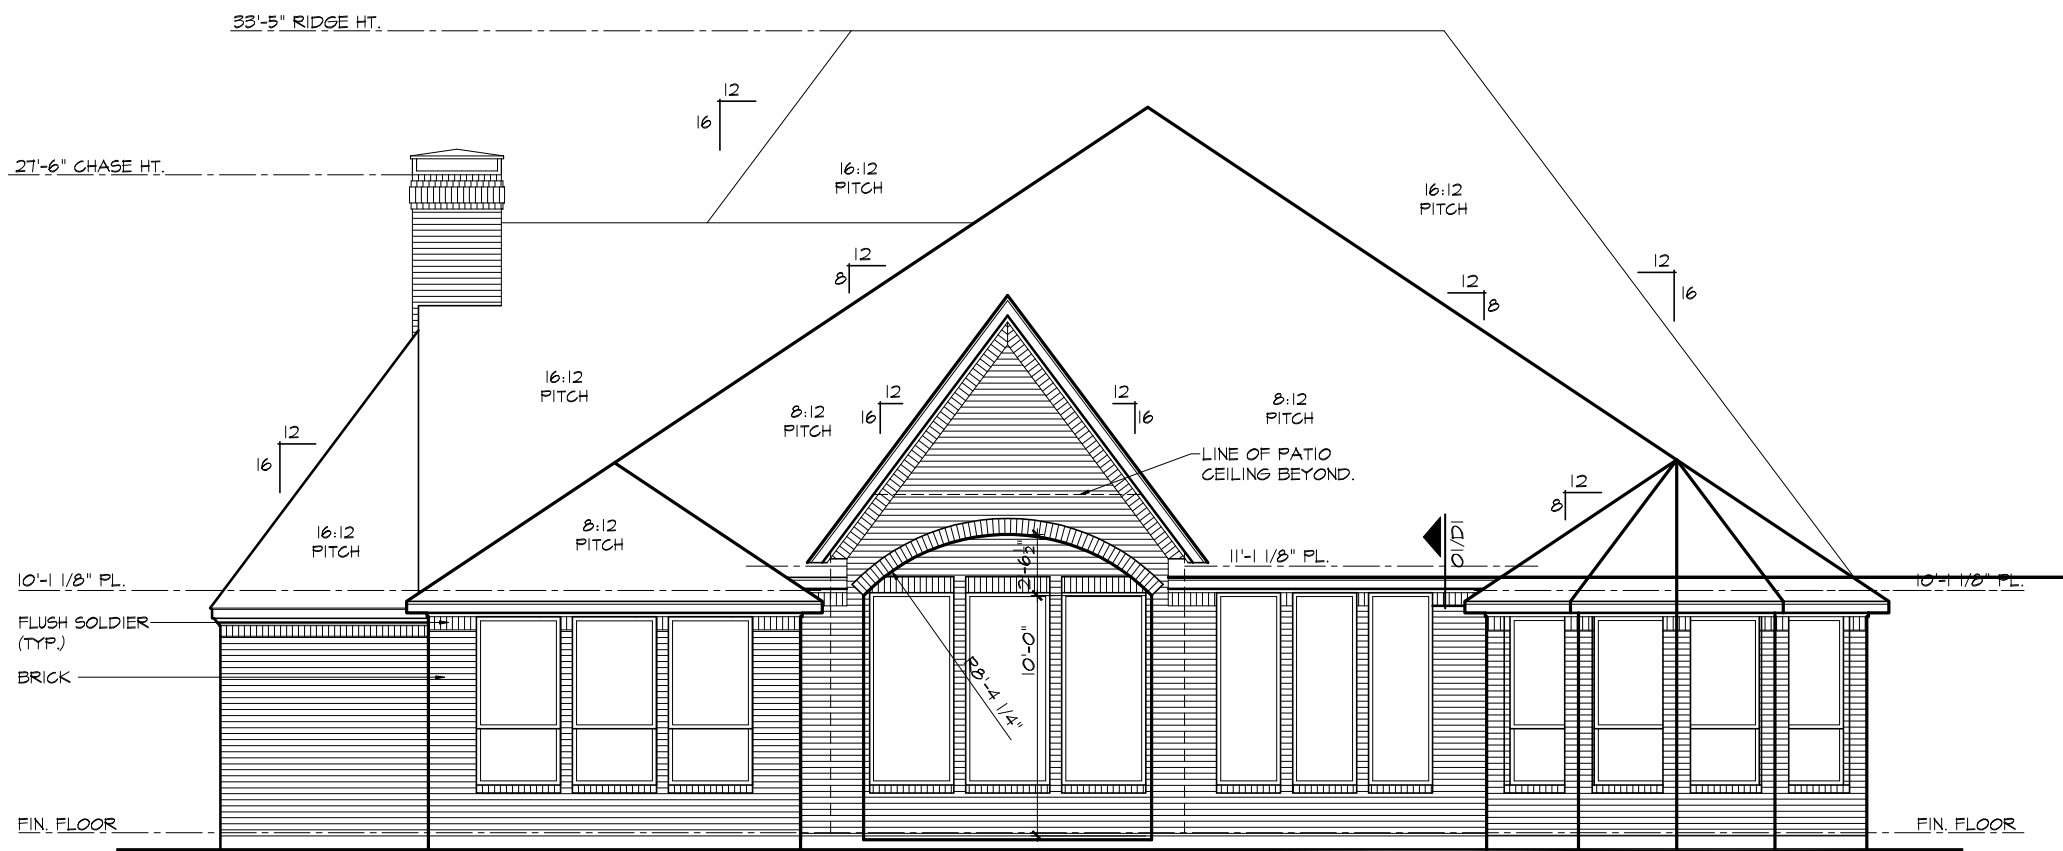 33'-5" RIDGE HT.
12
16
27'-6" CHASE HT.
16:12
PITCH
16:12
PITCH
12
8
12
16
12
8
16:12
PITCH
12
16
12
16
8:12
PITCH
8:12
PITCH
12
16
LINE OF PATIO
CEILING BEYOND.
12
8
16:12
PITCH
8:12
PITCH
D1/10
11'-1 1/8" PL.
2'-6 1/2"
10'-1 1/8" PL.
10'-1 1/8" PL.
FLUSH SOLDIER
(TYP.)
10'-0"
R8'-4 1/4"
BRICK
FIN. FLOOR
FIN. FLOOR